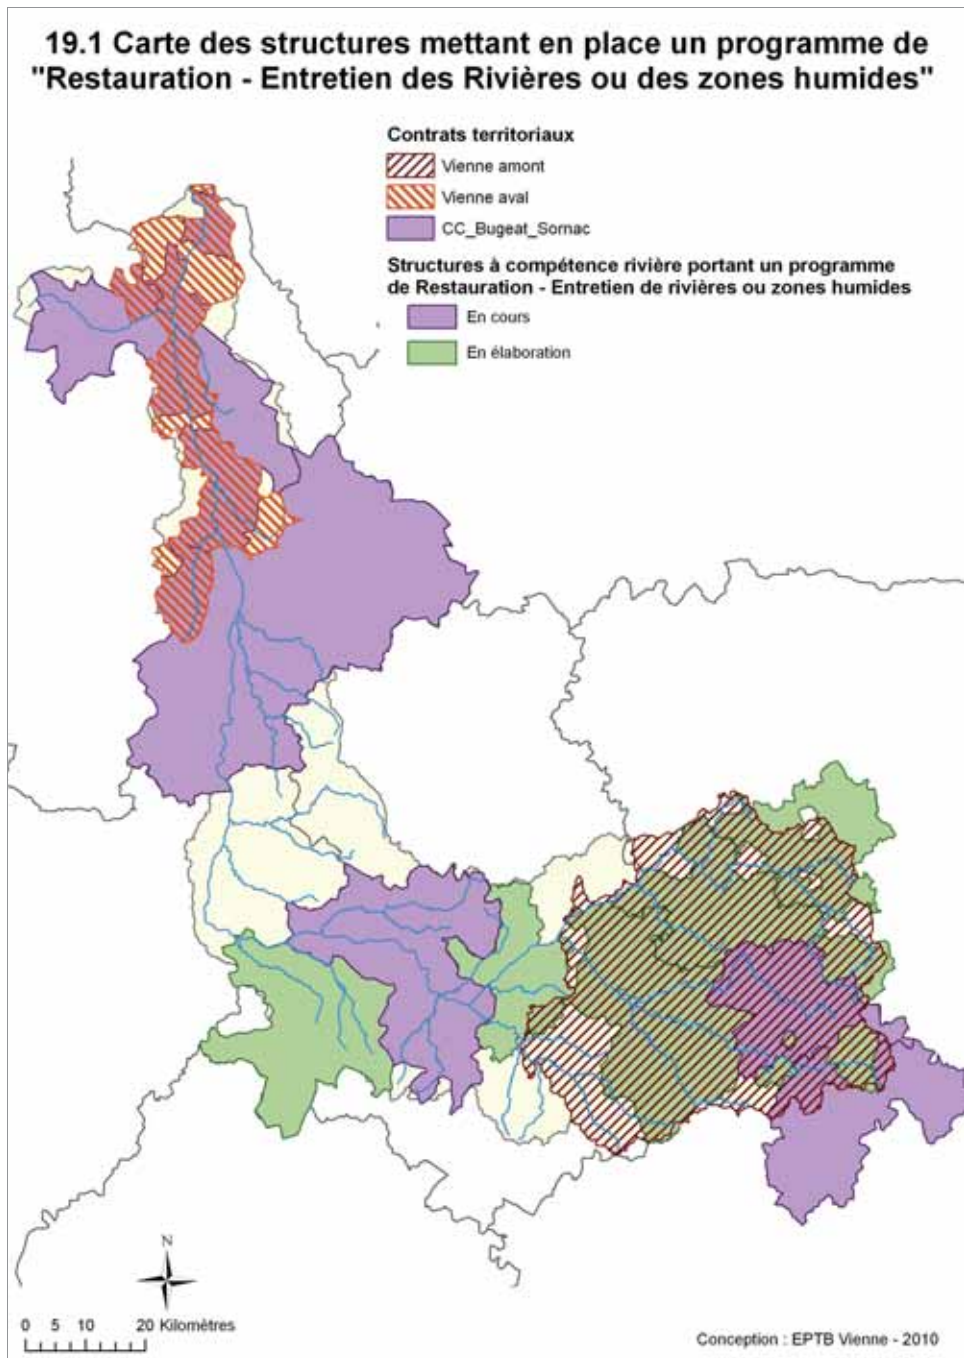 19.1 Carte des structures mettant en place un programme de
"Restauration - Entretien des Rivières ou des zones humides"
Contrats territoriaux
Vienne amont
Vienne aval
CC_Bugeat_Sornac
Structures à compétence rivière portant un programme
de Restauration - Entretien de rivières ou zones humides
En cours
En élaboration
N
0 5 10 20 Kilomètres
Conception : EPTB Vienne - 2010